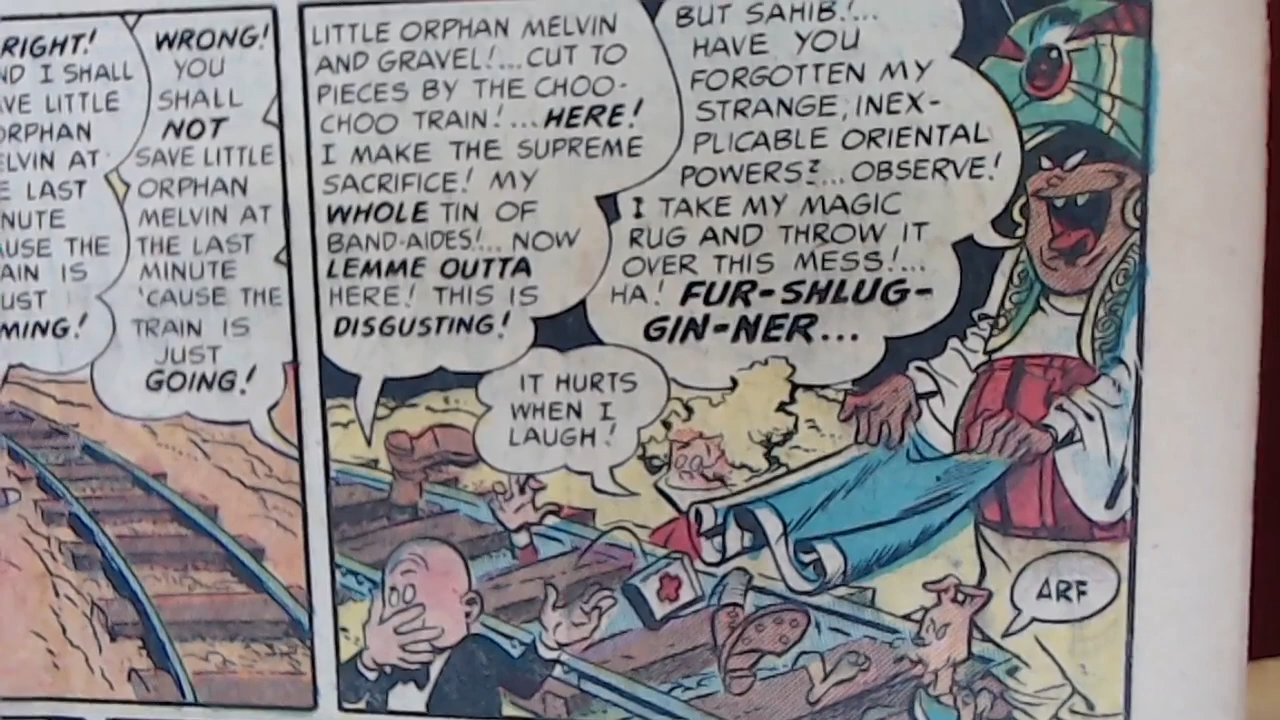 RIGHT!
ND I SHALL
VE LITTLE
ORPHAN
ELVIN AT
E LAST
NUTE
AUSE THE
AIN IS
UST
MING!
WRONG!
YOU
SHALL
NOT
SAVE LITTLE
ORPHAN
MELVIN AT
THE LAST
MINUTE
'CAUSE THE
TRAIN IS
JUST
GOING!
LITTLE ORPHAN MELVIN
AND GRAVEL!...CUT TO
PIECES BY THE CHOO-
CHOO TRAIN!...HERE!
I MAKE THE SUPREME
SACRIFICE! MY
WHOLE TIN OF
BAND-AIDES!... NOW
LEMME OUTTA
HERE! THIS IS
DISGUSTING!
IT HURTS
WHEN I
LAUGH!
BUT SAHIB!...
HAVE YOU
FORGOTTEN MY
STRANGE, INEX-
PLICABLE ORIENTAL
POWERS?...OBSERVE!
I TAKE MY MAGIC
RUG AND THROW IT
OVER THIS MESS!...
HA! FUR-SHLUG-
GIN-NER...
ARF